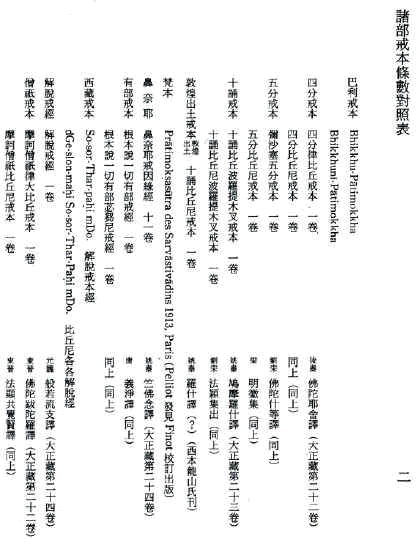 諸部戒本條數對照表
二
巴利戒本 Bhikkhu-Pātimokkha
Bhikkhunī-Pātimokkha
四分戒本 四分律比丘戒本 一卷 後秦 佛陀耶舍譯（大正藏第二十二卷）
四分比丘尼戒本 一卷 同上（同上）
五分戒本 彌沙塞五分戒本 一卷 劉宋 佛陀什等譯（同上）
五分比丘尼戒本 一卷 梁 明徽集（同上）
十誦戒本 十誦比丘波羅提木叉戒本 一卷 姚秦 鳩摩羅什譯（大正藏第二十三卷）
十誦比丘尼波羅提木叉戒本 一卷 劉宋 法穎集出（同上）
敦煌出土戒本 敦煌出土 十誦比丘尼戒本 一卷 姚秦 羅什譯（？）（西本龍山氏刊）
梵本 Prātimokṣasūtra des Sarvāstivādins 1913, Paris (Pelliot 發見 Finot 校訂出版)
鼻奈耶 鼻奈耶戒因緣經 十一卷 姚秦 竺佛念譯（大正藏第二十四卷）
有部戒本 根本說一切有部戒經 一卷 唐 義淨譯（同上）
根本說一切有部苾芻尼戒經 一卷 同上（同上）
西藏戒本 So-sor-Thar-paḥi mDo. 解脫戒本經
dGe-sloṅ-maḥi So-sor-Thar-Paḥi mDo. 比丘尼各各解脫經
解脫戒經 解脫戒經 一卷 元魏 般若流支譯（大正藏第二十四卷）
僧祇戒本 摩訶僧祇律大比丘戒本 一卷 東晉 佛陀跋陀羅譯（大正藏第二十二卷）
摩訶僧祇比丘尼戒本 一卷 東晉 法顯共覺賢譯（同上）